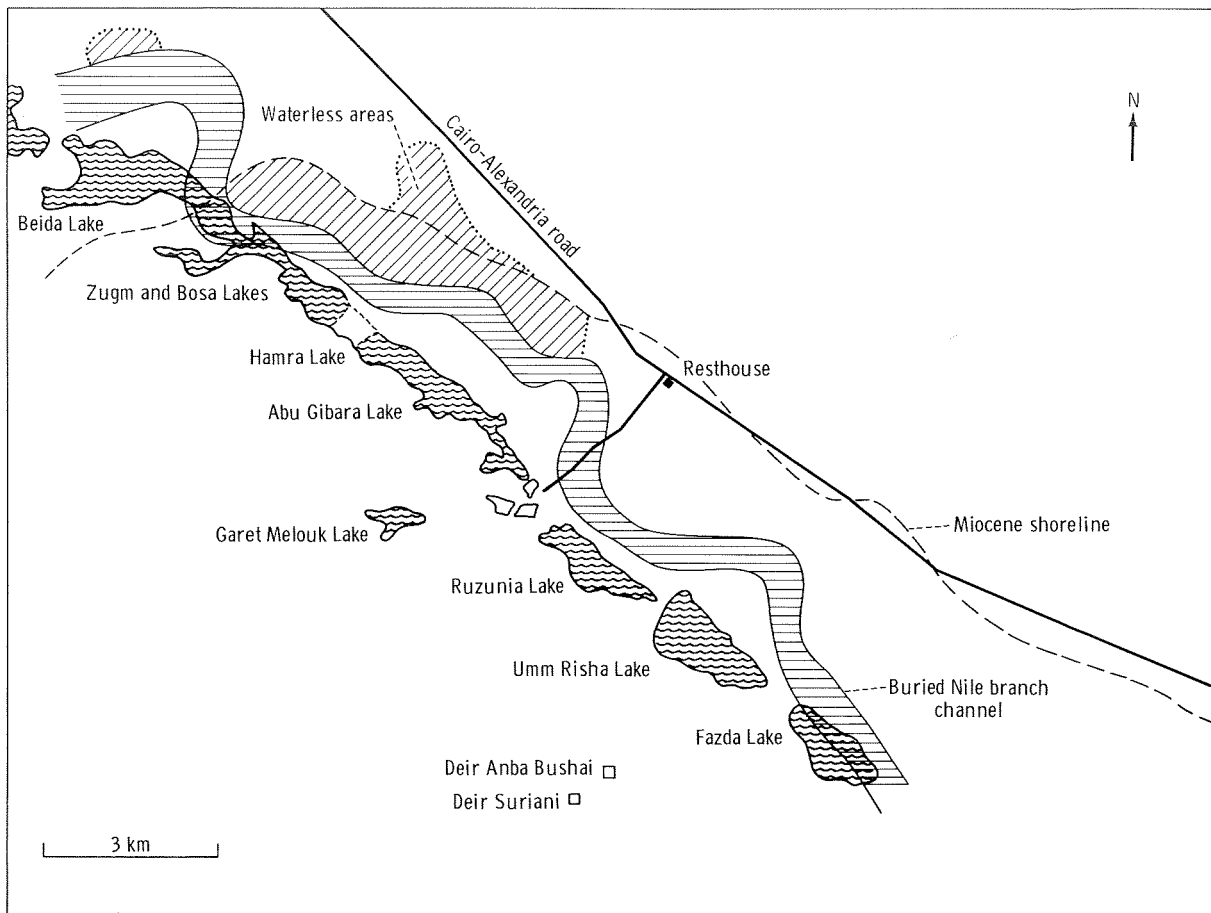 N
Waterless areas
Cairo-Alexandria road
Beida Lake
Zugm and Bosa Lakes
Hamra Lake
Resthouse
Abu Gibara Lake
Garet Melouk Lake
Miocene shoreline
Ruzunia Lake
Umm Risha Lake
Buried Nile branch
channel
Fazda Lake
Deir Anba Bushai
Deir Suriani
3 km